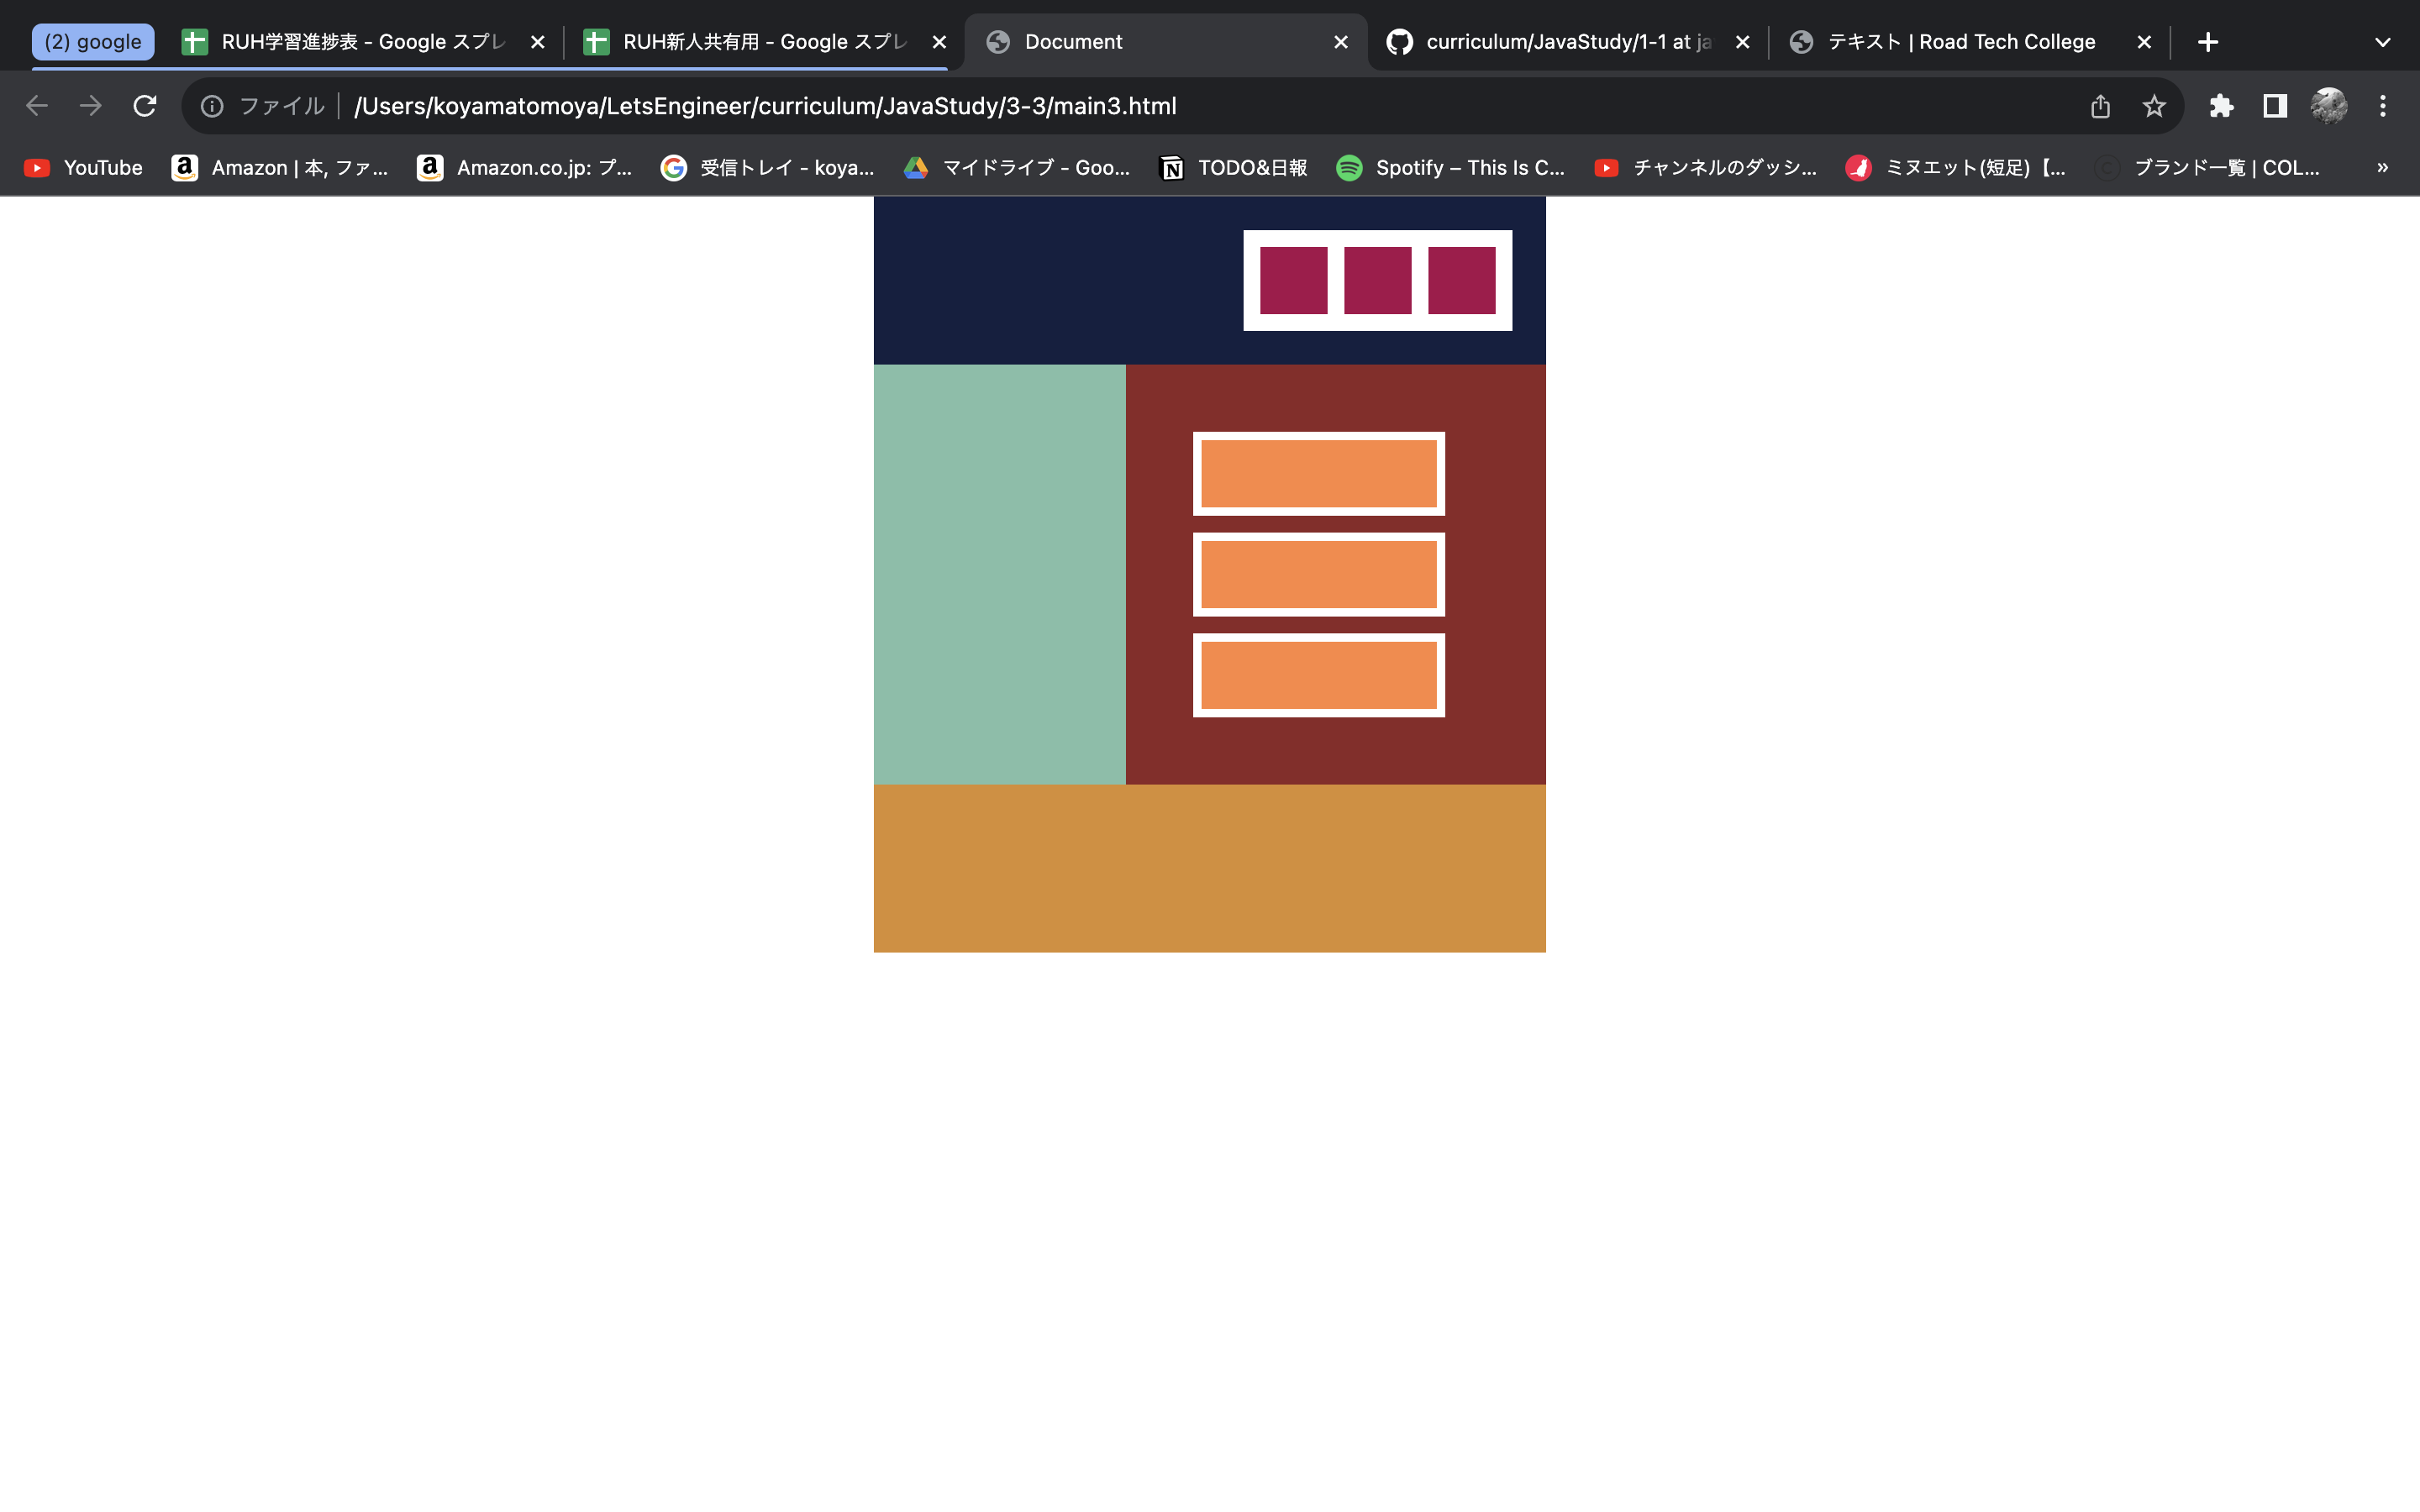 (2) google RUH学習進捗表 - Google スプレ RUH新人共有用 - Google スプレ Document curriculum/JavaStudy/1-1 at ja テキスト | Road Tech College
ファイル /Users/koyamatomoya/LetsEngineer/curriculum/JavaStudy/3-3/main3.html
YouTube Amazon | 本, ファ... Amazon.co.jp: プ... 受信トレイ - koya... マイドライブ - Goo... TODO&日報 Spotify – This Is C... チャンネルのダッシ... ミヌエット(短足)【... ブランド一覧 | COL... »